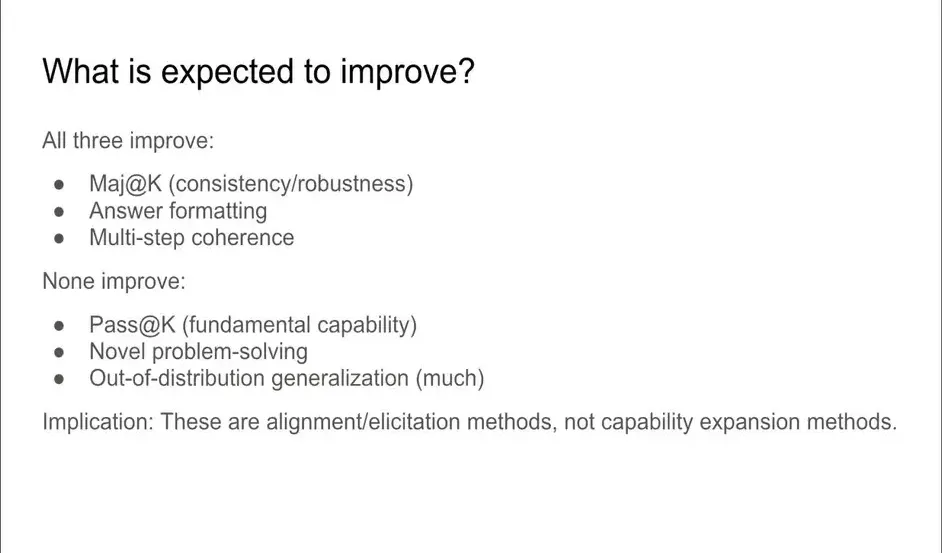 What is expected to improve?
All three improve:
● Maj@K (consistency/robustness)
● Answer formatting
● Multi-step coherence
None improve:
● Pass@K (fundamental capability)
● Novel problem-solving
● Out-of-distribution generalization (much)
Implication: These are alignment/elicitation methods, not capability expansion methods.